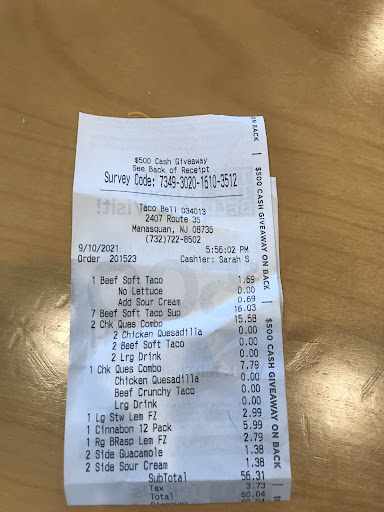 $500 Cash Giveaway
See Back of Receipt
Survey Code: 7349-3020-1610-3512
Taco Bell 034013
2407 Route 35
Manasquan, NJ 08736
(732)722-8502
9/10/2021 5:56:02 PM
Order 201523 Cashier: Sarah S
1 Beef Soft Taco 1.69
No Lettuce 0.00
Add Sour Cream 0.69
7 Beef Soft Taco Sup 16.03
2 Chk Ques Combo 15.58
2 Chicken Quesadilla 0.00
2 Beef Soft Taco 0.00
2 Lrg Drink 0.00
1 Chk Ques Combo 7.79
Chicken Quesadilla 0.00
Beef Crunchy Taco 0.00
Lrg Drink 0.00
1 Lg Stw Lem FZ 2.99
1 Cinnabon 12 Pack 5.99
1 Rg BRasp Lem FZ 2.79
2 Side Guacamole 1.38
2 Side Sour Cream 1.38
SubTotal 56.31
Tax 3.73
Total 60.04
Discover 60.04
ON BACK
$500 CASH GIVEAWAY ON BACK
$500 CASH GIVEAWAY ON BACK